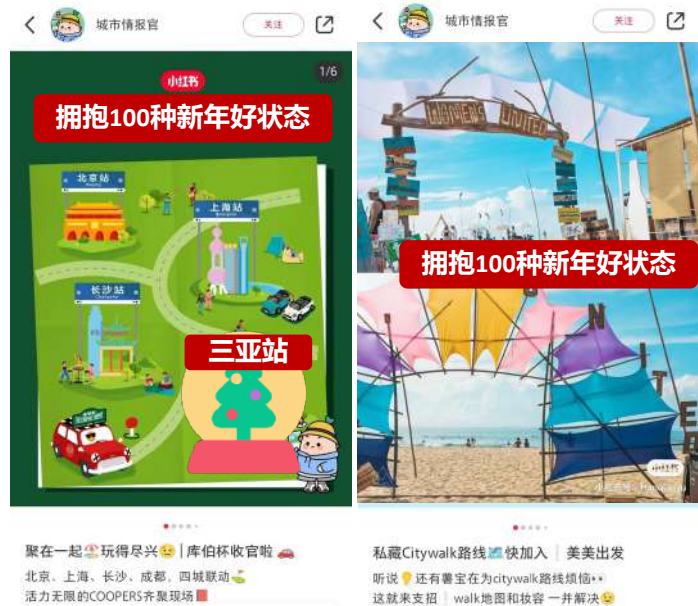 城市情报官
关注
小红书
1/6
拥抱100种新年好状态
北京站
上海站
长沙站
三亚站
聚在一起🏖玩得尽兴😉|库伯杯收官啦🚗
北京、上海、长沙、成都,四城联动⛳
活力无限的COOPERS齐聚现场
城市情报官
关注
WOMEN'S UNITED
拥抱100种新年好状态
U N I T E
小红书
私藏Citywalk路线🗺快加入|美美出发
听说💡还有薯宝在为citywalk路线烦恼••
这就来支招|walk地图和妆容一并解决😉